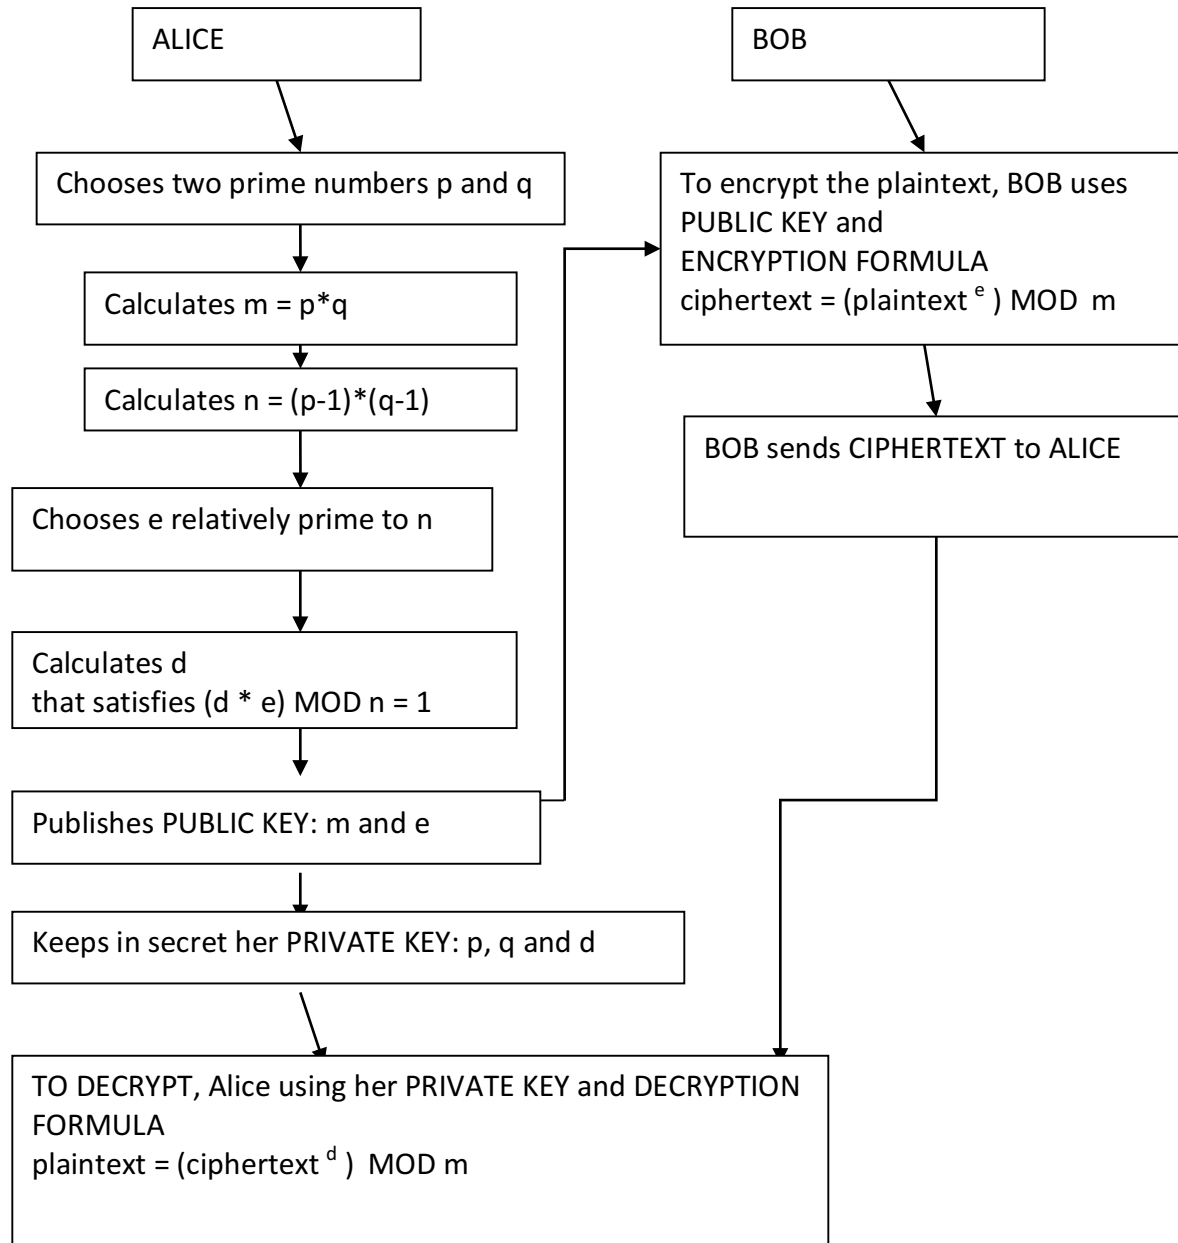 ALICE
Chooses two prime numbers p and q
Calculates m = p*q
Calculates n = (p-1)*(q-1)
Chooses e relatively prime to n
Calculates d
that satisfies (d * e) MOD n = 1
Publishes PUBLIC KEY: m and e
Keeps in secret her PRIVATE KEY: p, q and d
BOB
To encrypt the plaintext, BOB uses
PUBLIC KEY and
ENCRYPTION FORMULA
ciphertext = (plaintext ᵉ ) MOD m
BOB sends CIPHERTEXT to ALICE
TO DECRYPT, Alice using her PRIVATE KEY and DECRYPTION
FORMULA
plaintext = (ciphertext ᵈ ) MOD m